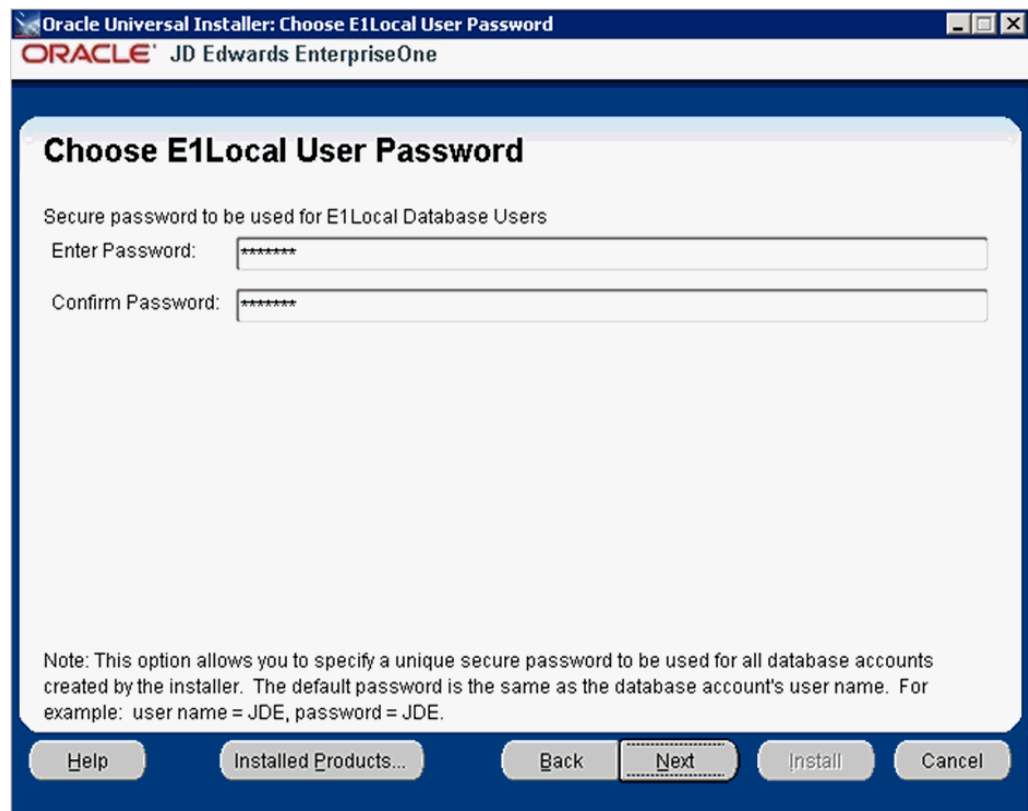 Oracle Universal Installer: Choose E1Local User Password
ORACLE® JD Edwards EnterpriseOne
Choose E1Local User Password
Secure password to be used for E1Local Database Users
Enter Password: *******
Confirm Password: *******
Note: This option allows you to specify a unique secure password to be used for all database accounts
created by the installer.  The default password is the same as the database account's user name.  For
example:  user name = JDE, password = JDE.
Help Installed Products... Back Next Install Cancel